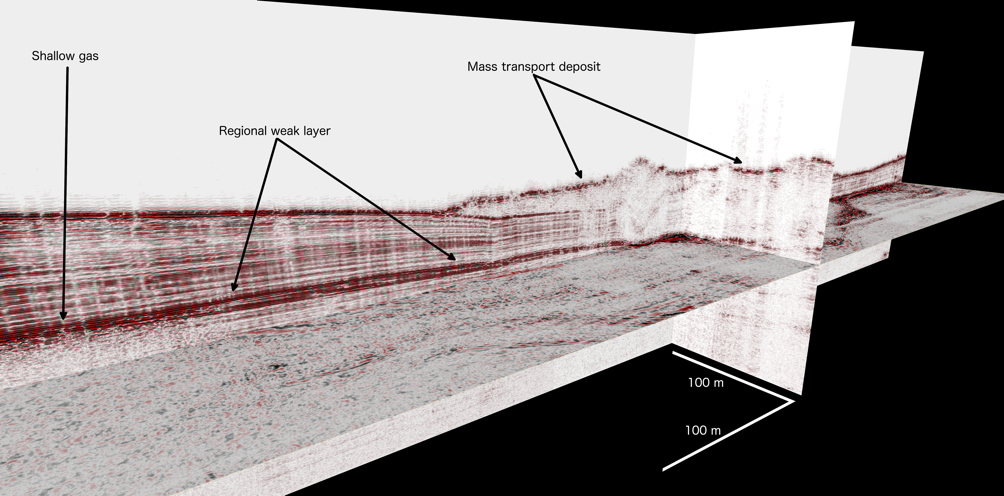 Shallow gas
Mass transport deposit
Regional weak layer
100 m
100 m